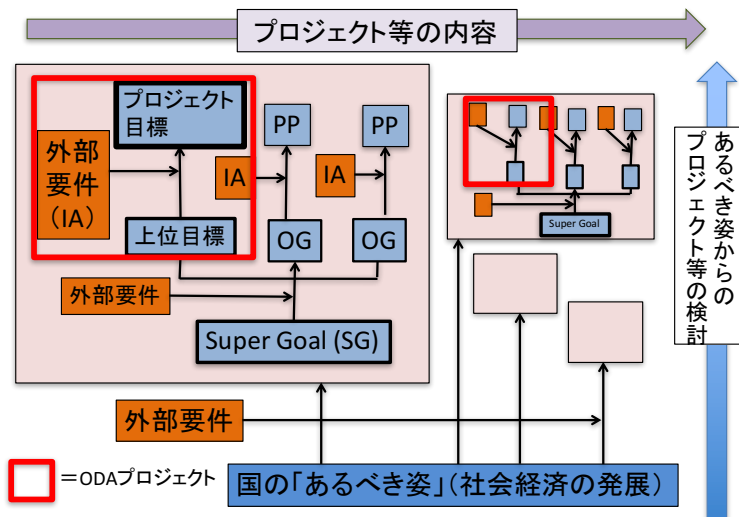 プロジェクト等の内容
プロジェクト
目標
外部
要件
(IA)
上位目標
PP
IA
OG
PP
IA
OG
外部要件
Super Goal (SG)
Super Goal
あるべき姿からの
プロジェクト等の検討
外部要件
＝ODAプロジェクト
国の「あるべき姿」（社会経済の発展）